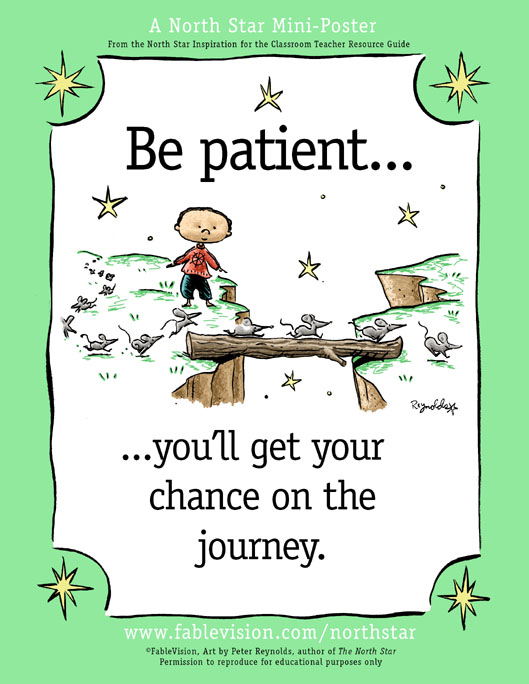 A North Star Mini-Poster
From the North Star Inspiration for the Classroom Teacher Resource Guide
Be patient...
Reynolds
...you'll get your
chance on the
journey.
www.fablevision.com/northstar
©FableVision, Art by Peter Reynolds, author of The North Star
Permission to reproduce for educational purposes only